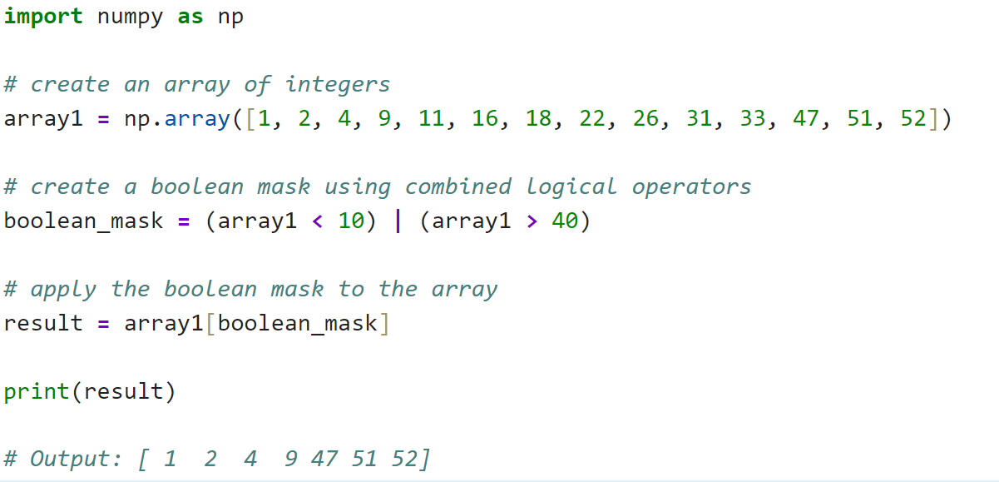 import numpy as np
# create an array of integers
array1 = np.array([1, 2, 4, 9, 11, 16, 18, 22, 26, 31, 33, 47, 51, 52])
# create a boolean mask using combined logical operators
boolean_mask = (array1 < 10) | (array1 > 40)
# apply the boolean mask to the array
result = array1[boolean_mask]
print(result)
# Output: [ 1  2  4  9 47 51 52]